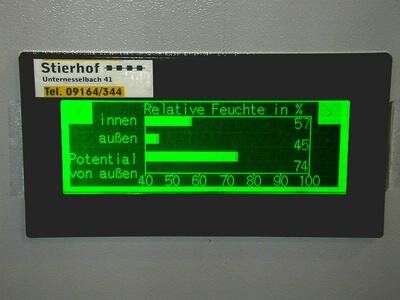 Stierhof
Unternesselbach 41
Tel. 09164/344
Relative Feuchte in %
innen 57
außen 45
Potential
von außen 74
40 50 60 70 80 90 100